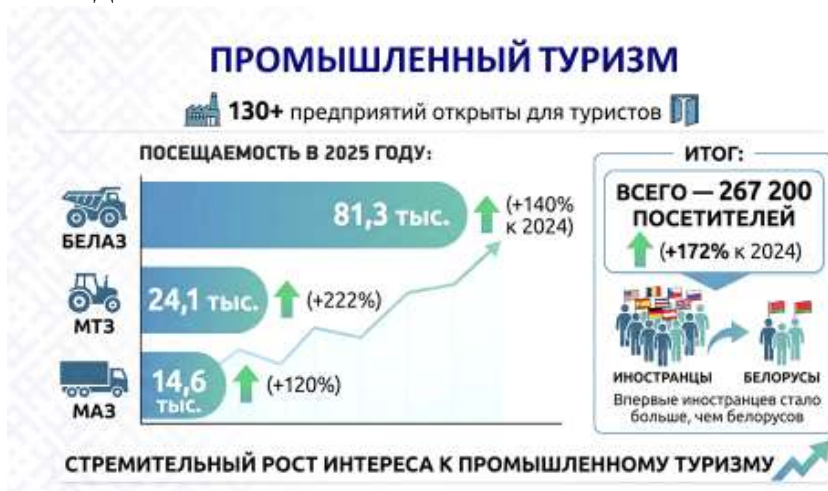 ПРОМЫШЛЕННЫЙ ТУРИЗМ
130+ предприятий открыты для туристов
ПОСЕЩАЕМОСТЬ В 2025 ГОДУ:
БЕЛАЗ
81,3 тыс.
(+140%
к 2024)
МТЗ
24,1 тыс.
(+222%)
МАЗ
14,6
тыс.
(+120%)
ИТОГ:
ВСЕГО — 267 200
ПОСЕТИТЕЛЕЙ
(+172% к 2024)
ИНОСТРАНЦЫ
БЕЛОРУСЫ
Впервые иностранцев стало
больше, чем белорусов
СТРЕМИТЕЛЬНЫЙ РОСТ ИНТЕРЕСА К ПРОМЫШЛЕННОМУ ТУРИЗМУ